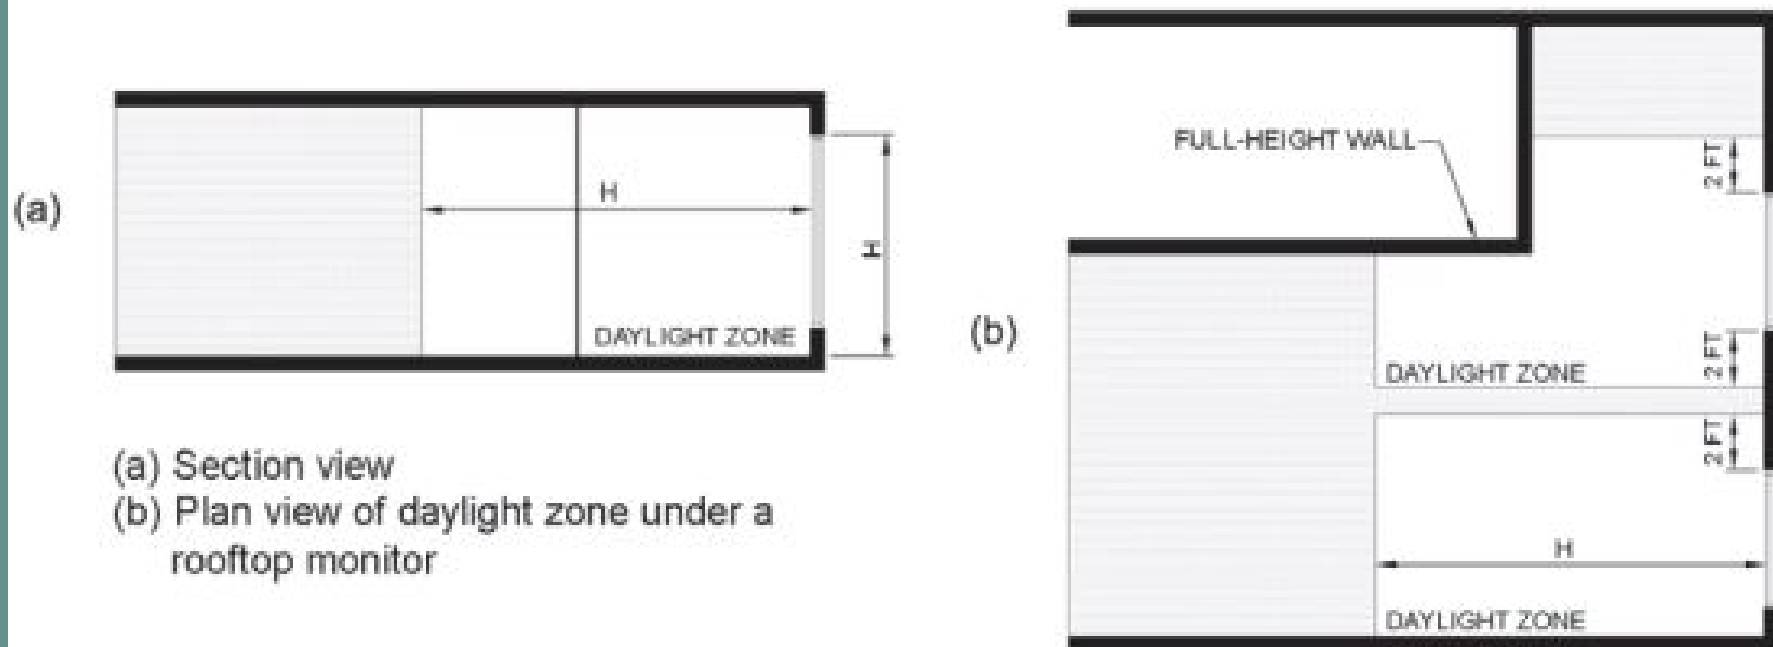 (a)
H
H
DAYLIGHT ZONE
(a) Section view
(b) Plan view of daylight zone under a
rooftop monitor
(b)
FULL-HEIGHT WALL
2 FT
2 FT
DAYLIGHT ZONE
2 FT
H
DAYLIGHT ZONE